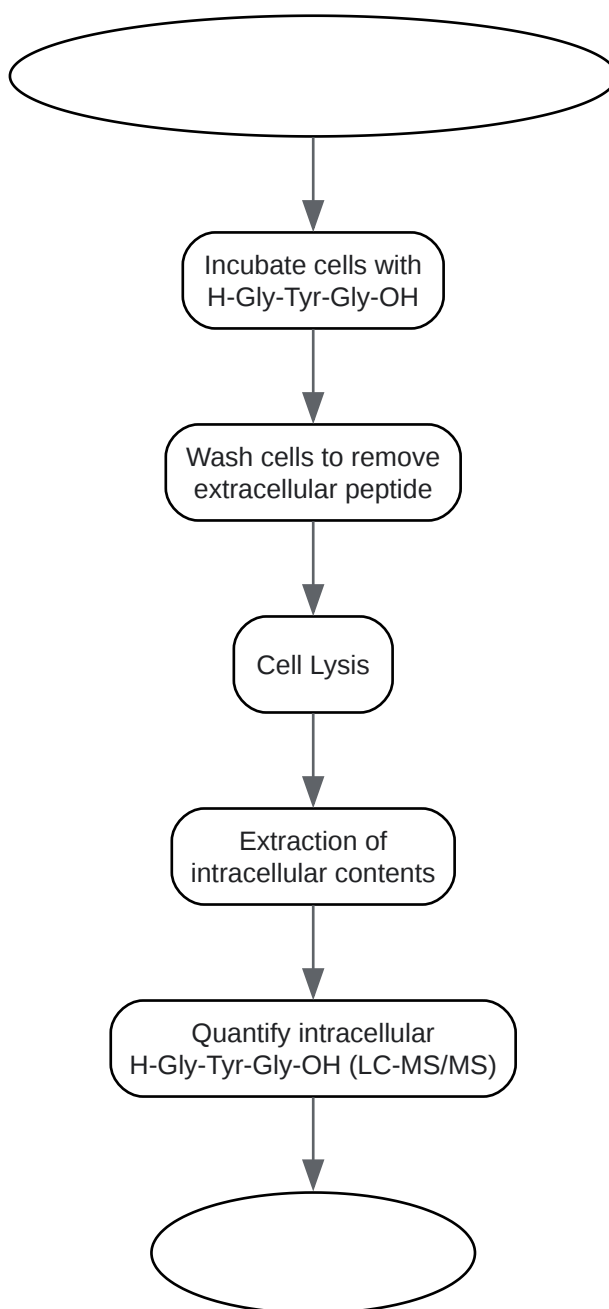 Incubate cells with
H-Gly-Tyr-Gly-OH
Wash cells to remove
extracellular peptide
Cell Lysis
Extraction of
intracellular contents
Quantify intracellular
H-Gly-Tyr-Gly-OH (LC-MS/MS)